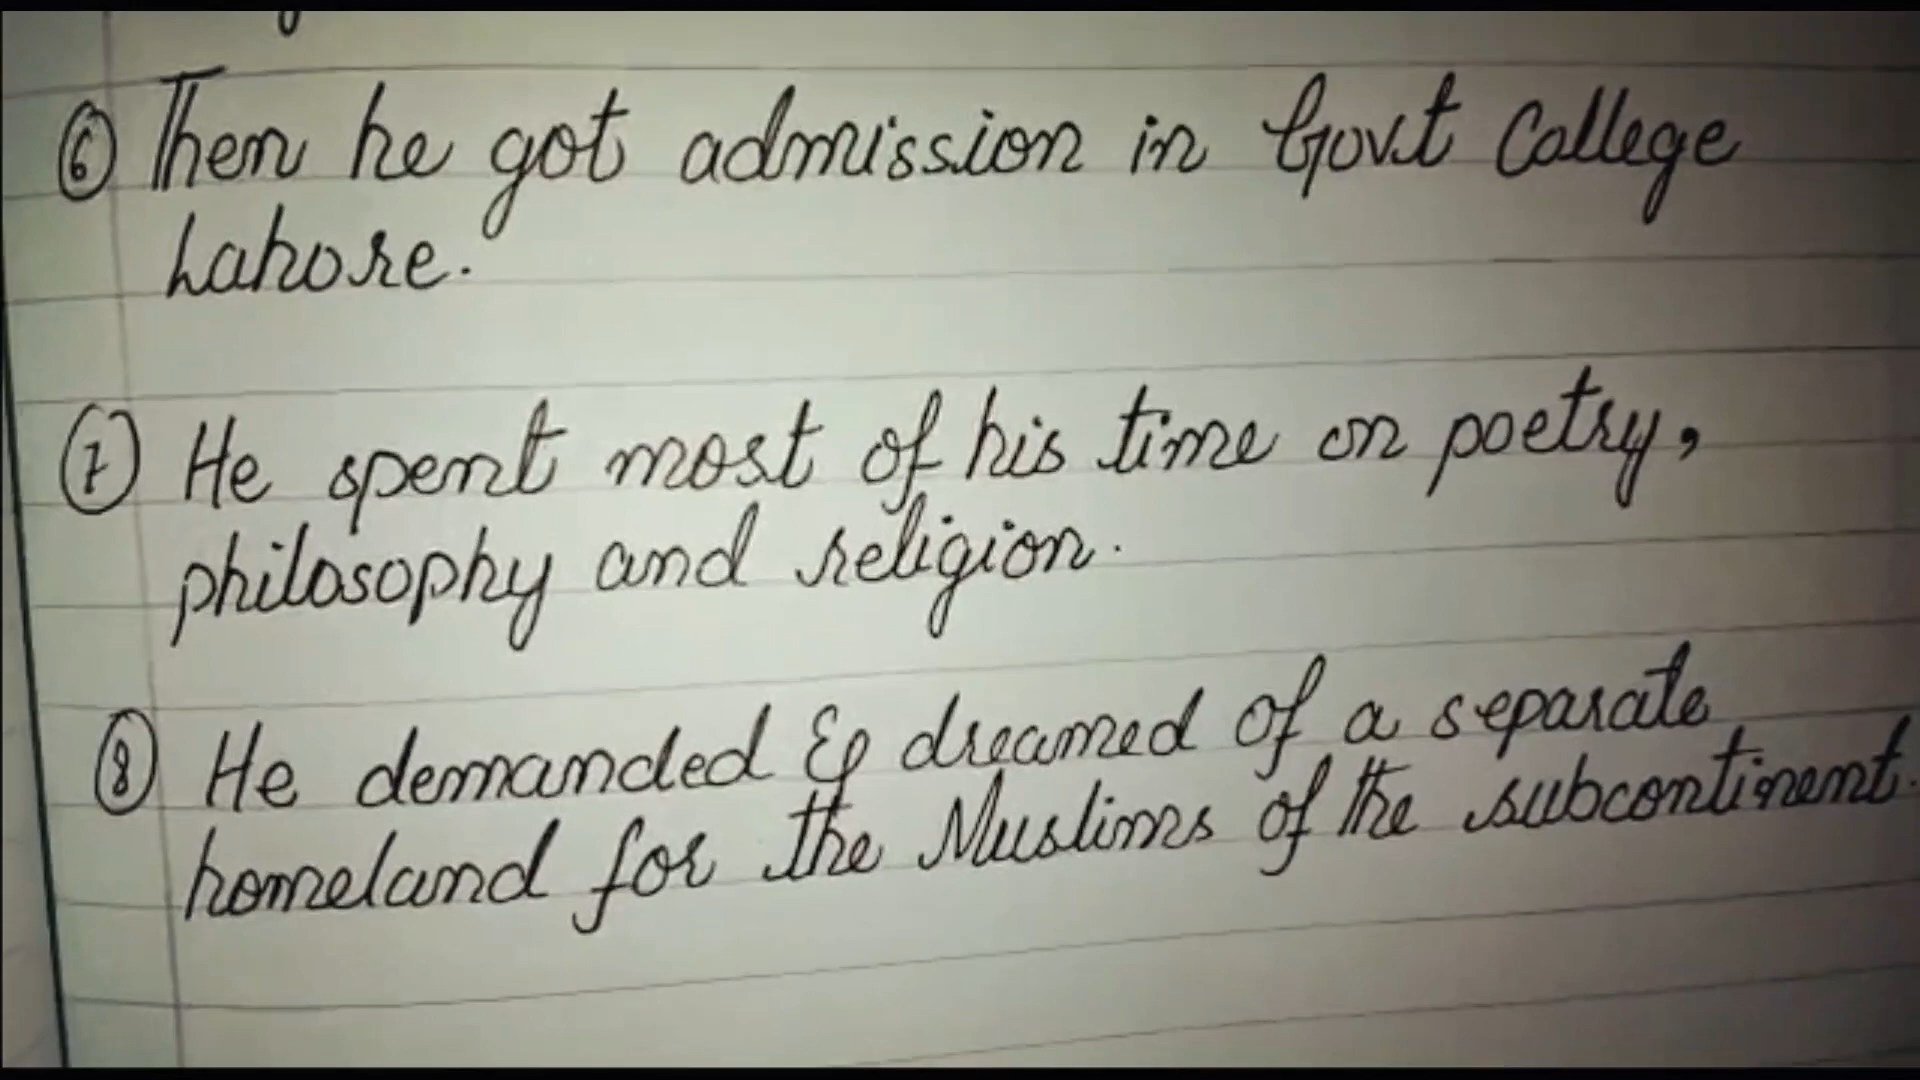 ⑥ Then he got admission in Govt College
Lahore.
⑦ He spent most of his time on poetry,
philosophy and religion.
⑧ He demanded & dreamed of a separate
homeland for the Muslims of the subcontinent.